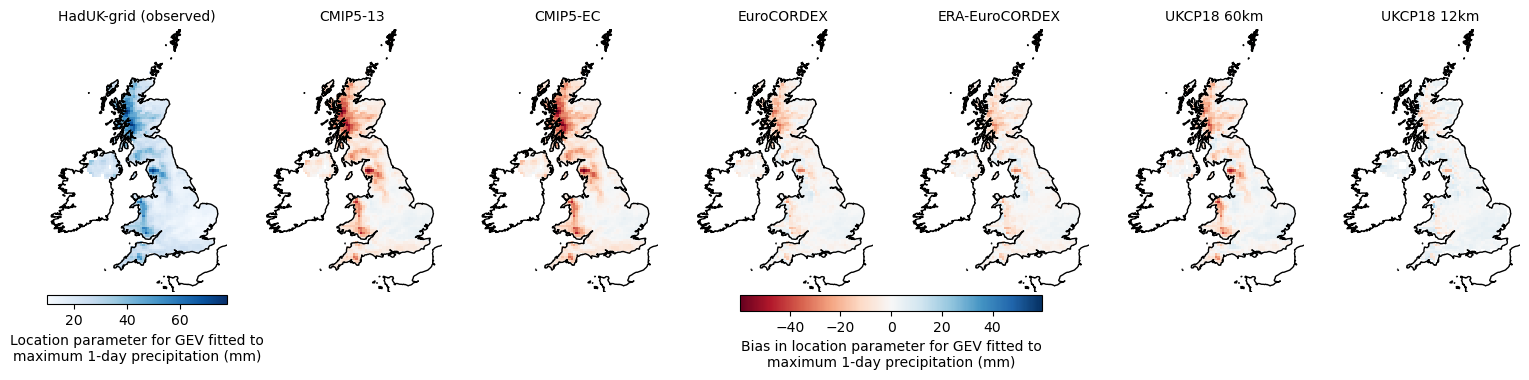 HadUK-grid (observed)
CMIP5-13
CMIP5-EC
EuroCORDEX
ERA-EuroCORDEX
UKCP18 60km
UKCP18 12km
20 40 60
Location parameter for GEV fitted to
maximum 1-day precipitation (mm)
−40 −20 0 20 40
Bias in location parameter for GEV fitted to
maximum 1-day precipitation (mm)